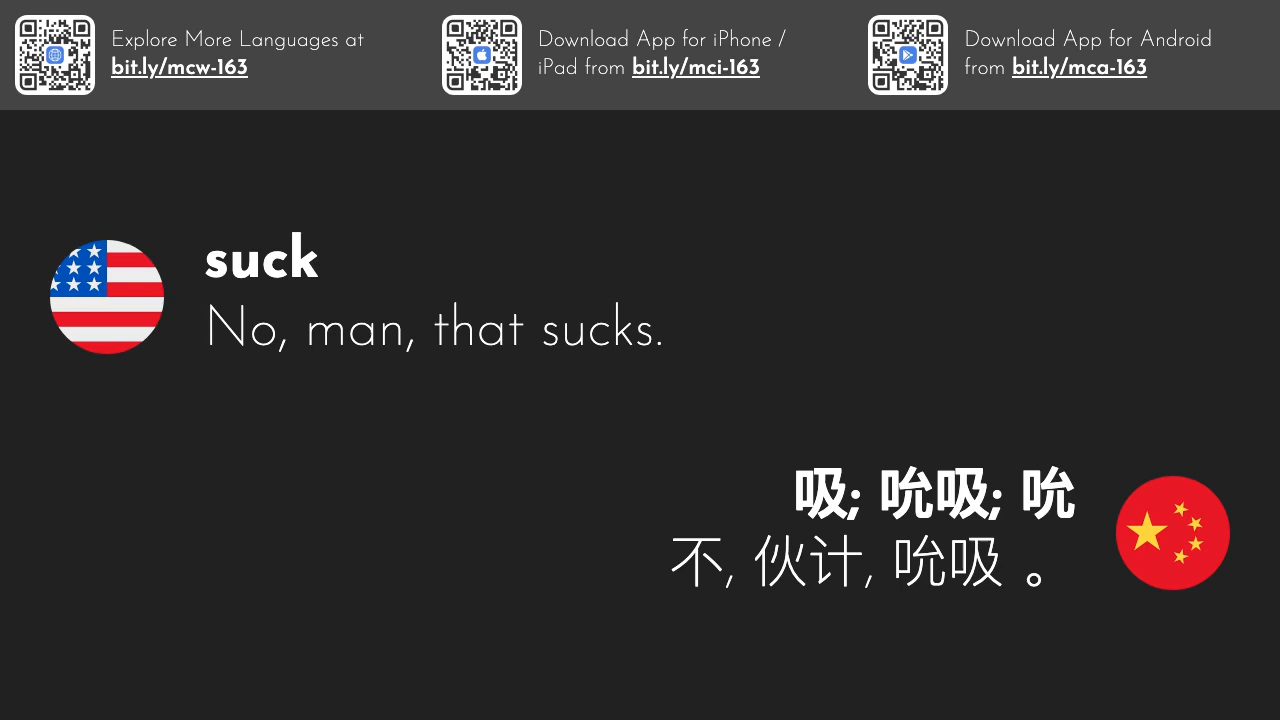 Explore More Languages at
bit.ly/mcw-163
Download App for iPhone /
iPad from bit.ly/mci-163
Download App for Android
from bit.ly/mca-163
suck
No, man, that sucks.
吸; 吮吸; 吮
不, 伙计, 吮吸 。